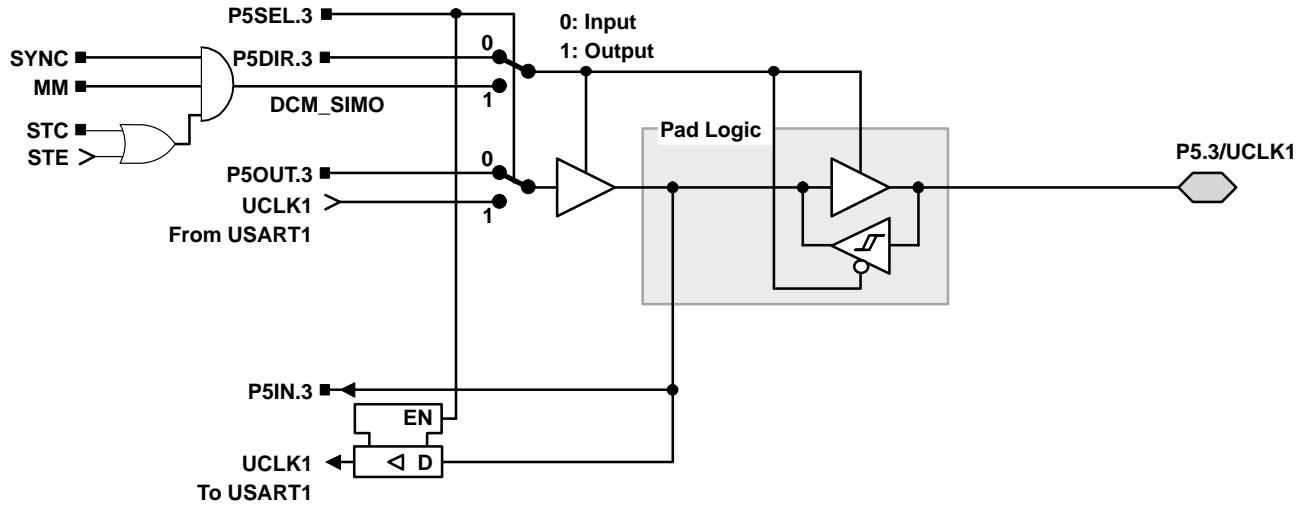 P5SEL.3
0: Input
1: Output
SYNC
P5DIR.3
0
MM
1
DCM_SIMO
STC
STE
Pad Logic
P5.3/UCLK1
P5OUT.3
0
UCLK1
1
From USART1
P5IN.3
EN
UCLK1
D
To USART1